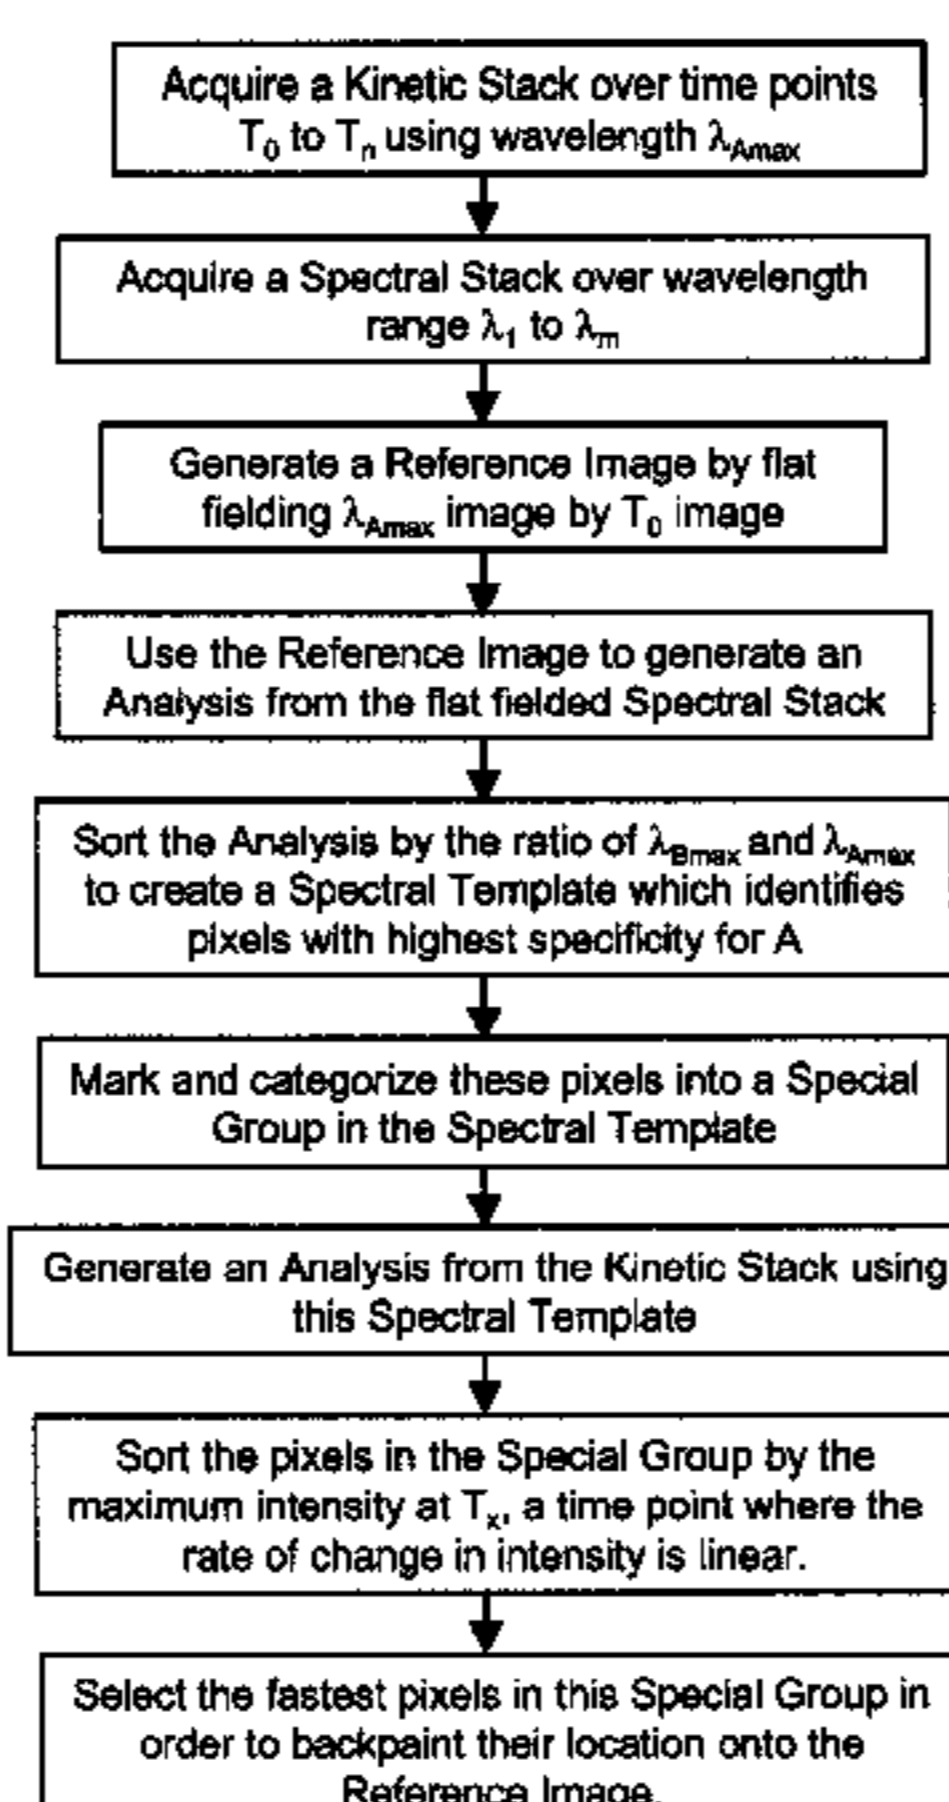 Acquire a Kinetic Stack over time points
T₀ to Tₙ using wavelength λAmax
Acquire a Spectral Stack over wavelength
range λ₁ to λₘ
Generate a Reference Image by flat
fielding λAmax image by T₀ image
Use the Reference Image to generate an
Analysis from the flat fielded Spectral Stack
Sort the Analysis by the ratio of λBmax and λAmax
to create a Spectral Template which identifies
pixels with highest specificity for A
Mark and categorize these pixels into a Special
Group in the Spectral Template
Generate an Analysis from the Kinetic Stack using
this Spectral Template
Sort the pixels in the Special Group by the
maximum intensity at Tₓ, a time point where the
rate of change in intensity is linear.
Select the fastest pixels in this Special Group in
order to backpaint their location onto the
Reference Image.